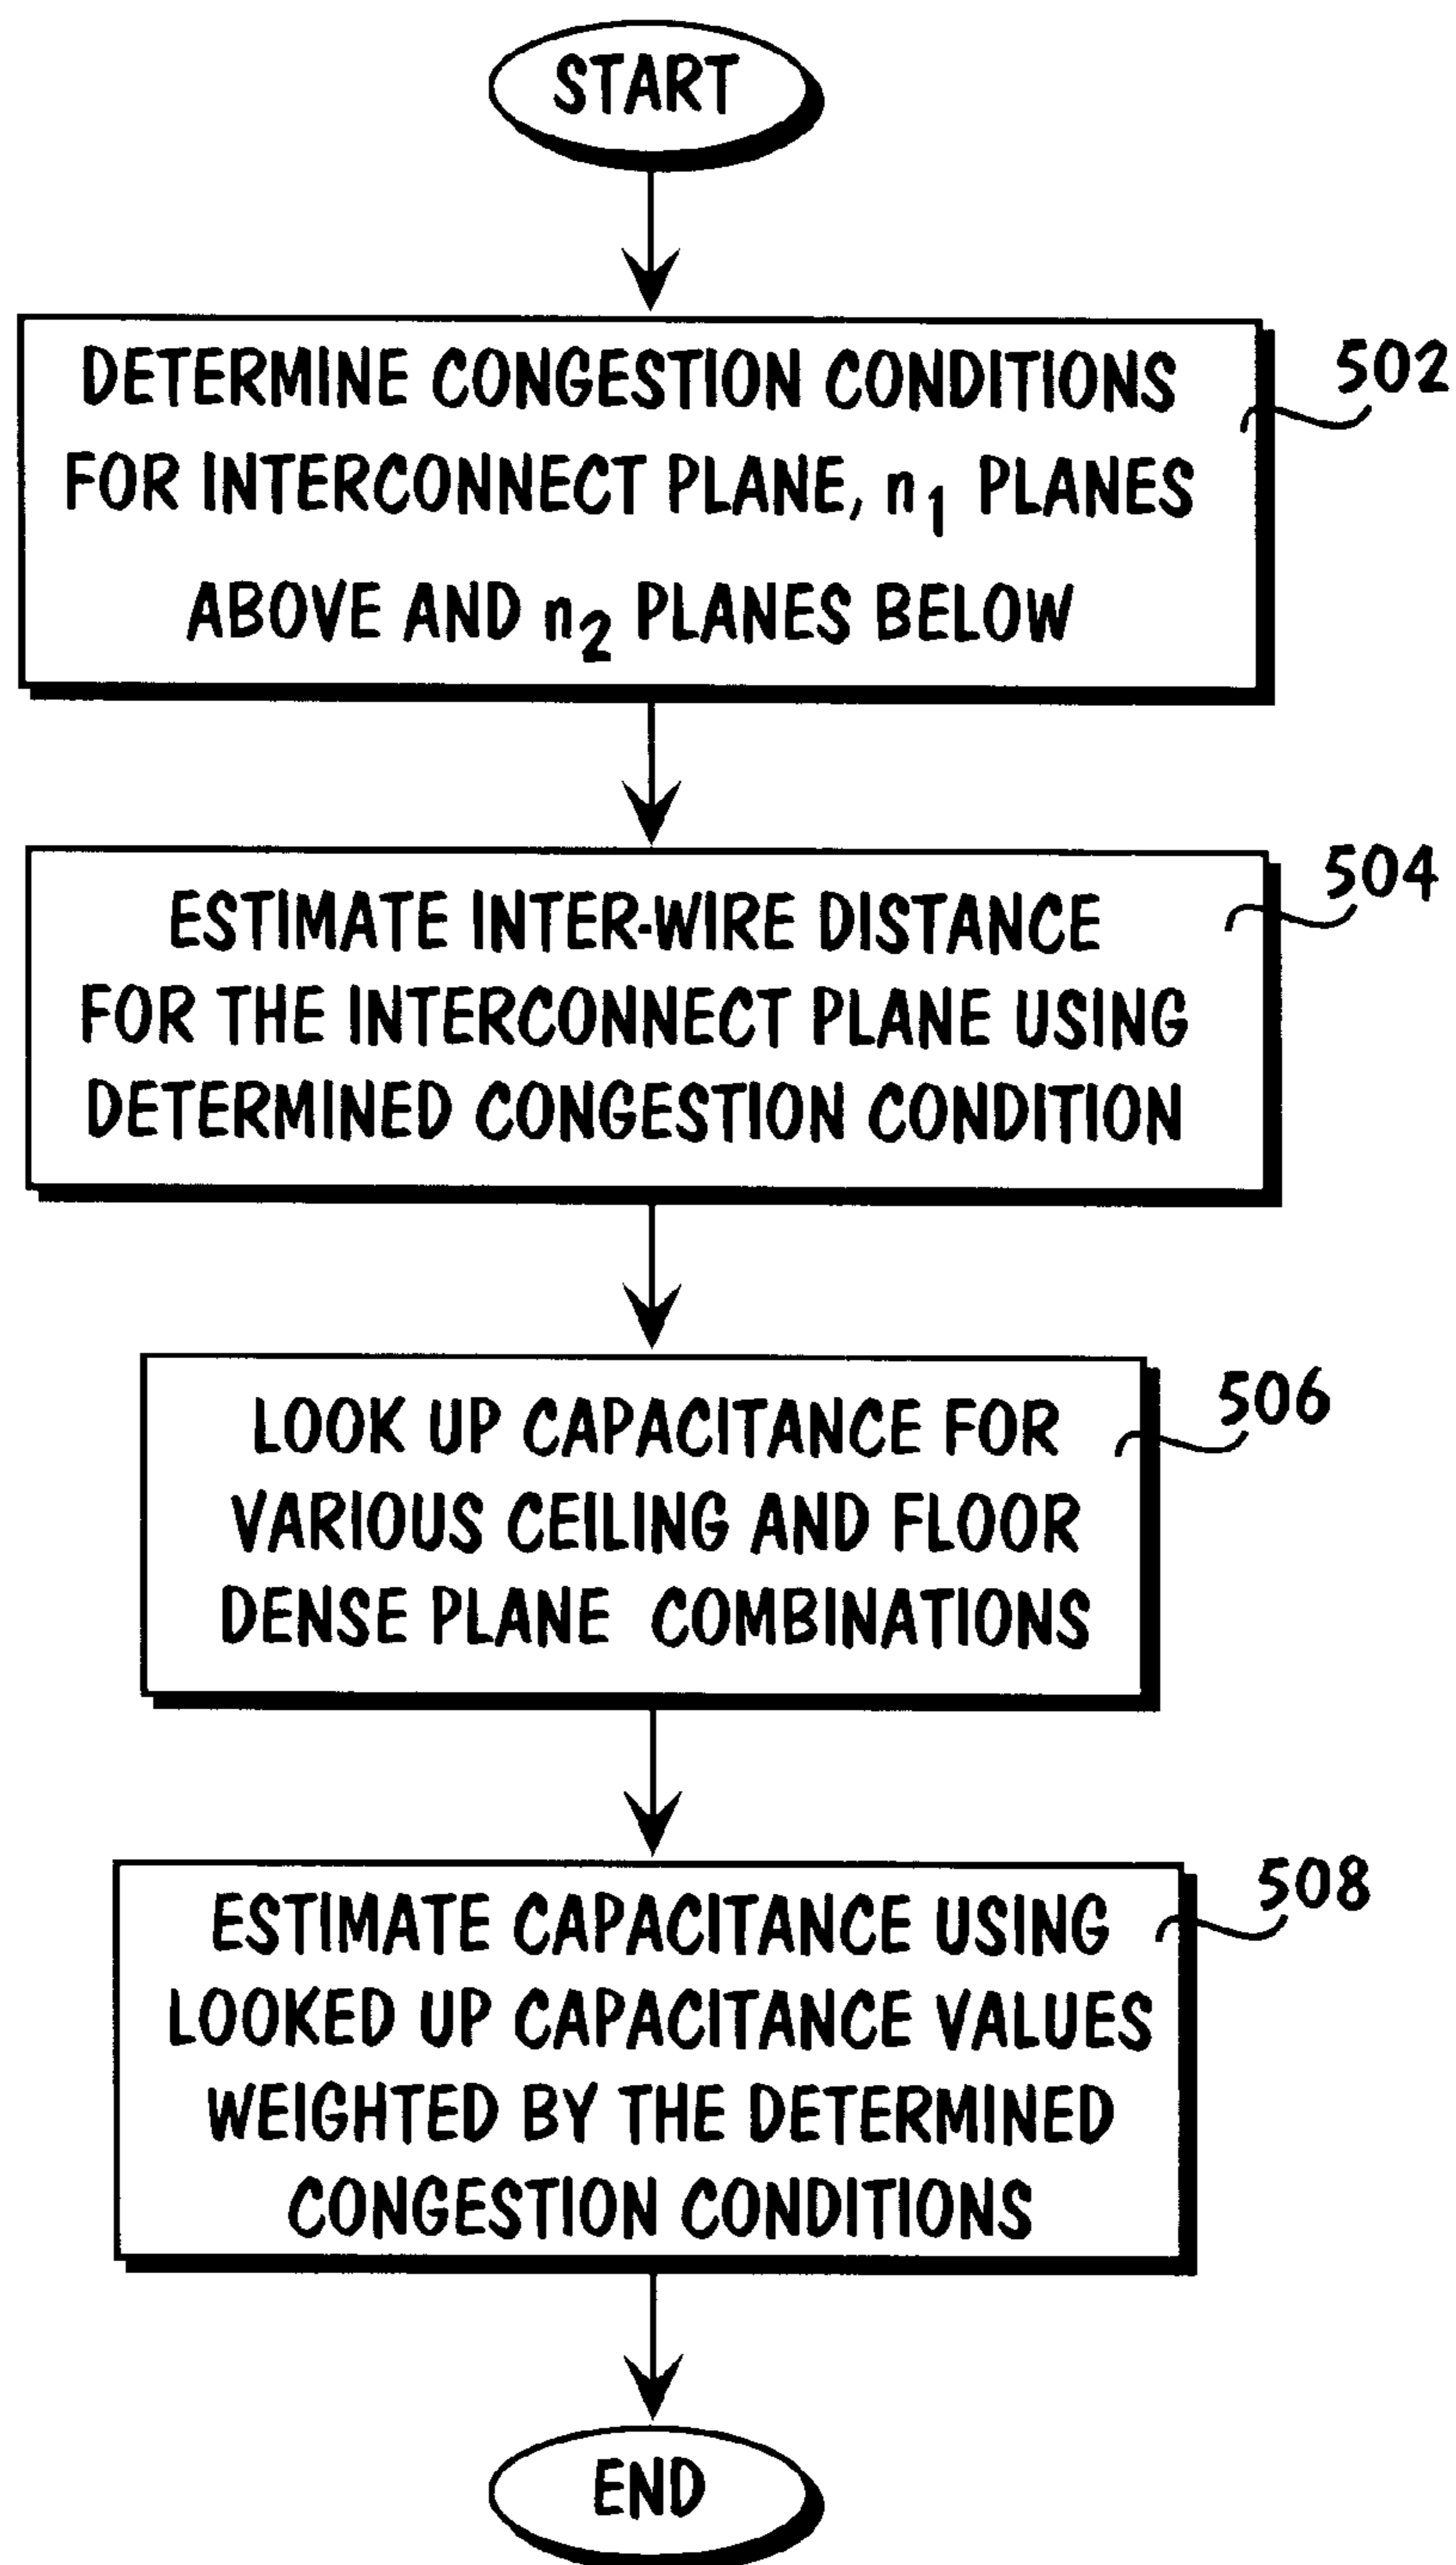 START
DETERMINE CONGESTION CONDITIONS
FOR INTERCONNECT PLANE, n₁ PLANES
ABOVE AND n₂ PLANES BELOW
502
ESTIMATE INTER-WIRE DISTANCE
FOR THE INTERCONNECT PLANE USING
DETERMINED CONGESTION CONDITION
504
LOOK UP CAPACITANCE FOR
VARIOUS CEILING AND FLOOR
DENSE PLANE COMBINATIONS
506
ESTIMATE CAPACITANCE USING
LOOKED UP CAPACITANCE VALUES
WEIGHTED BY THE DETERMINED
CONGESTION CONDITIONS
508
END